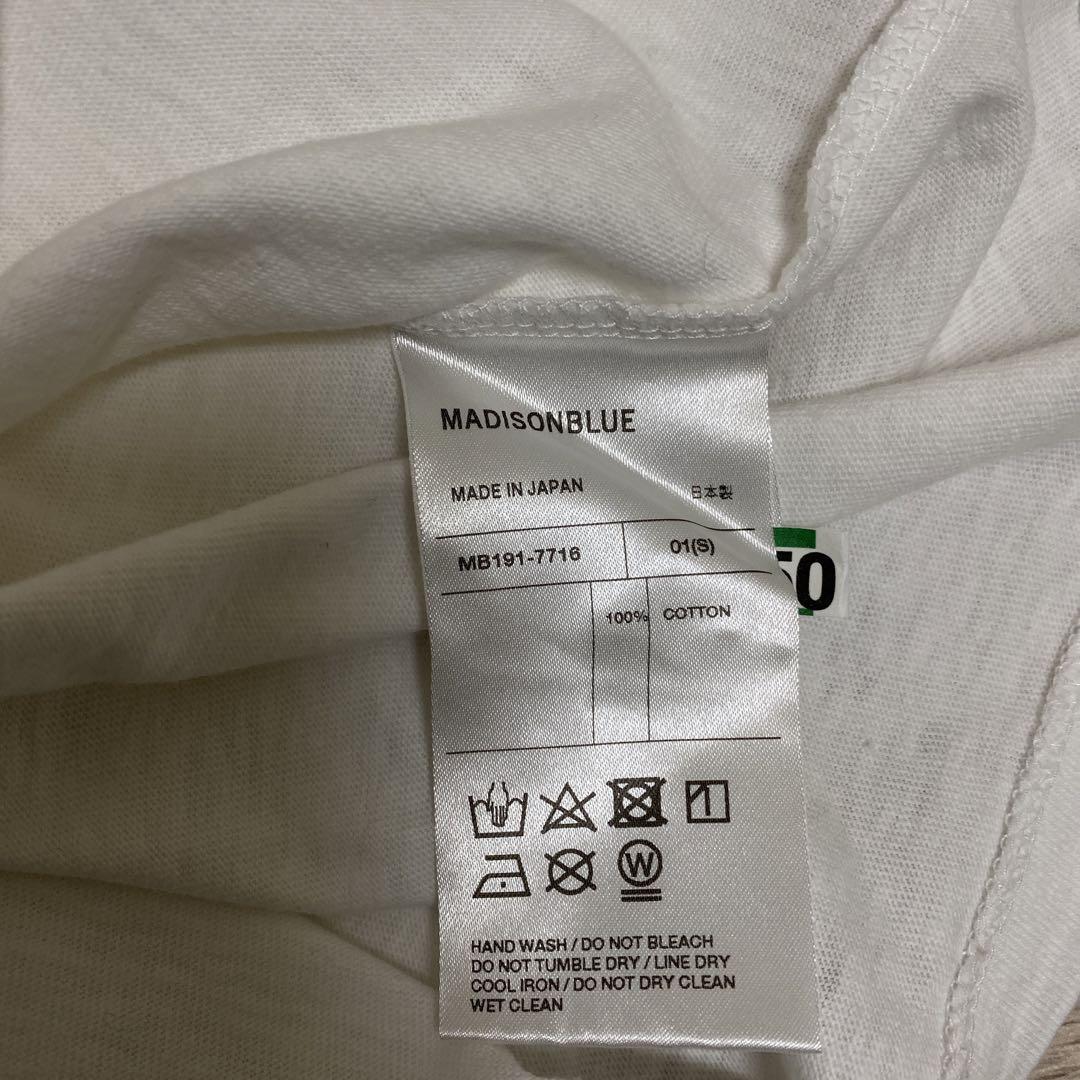 MADISONBLUE
MADE IN JAPAN 日本製
MB191-7716 01(S)
50
100% COTTON
W
HAND WASH / DO NOT BLEACH
DO NOT TUMBLE DRY / LINE DRY
COOL IRON / DO NOT DRY CLEAN
WET CLEAN